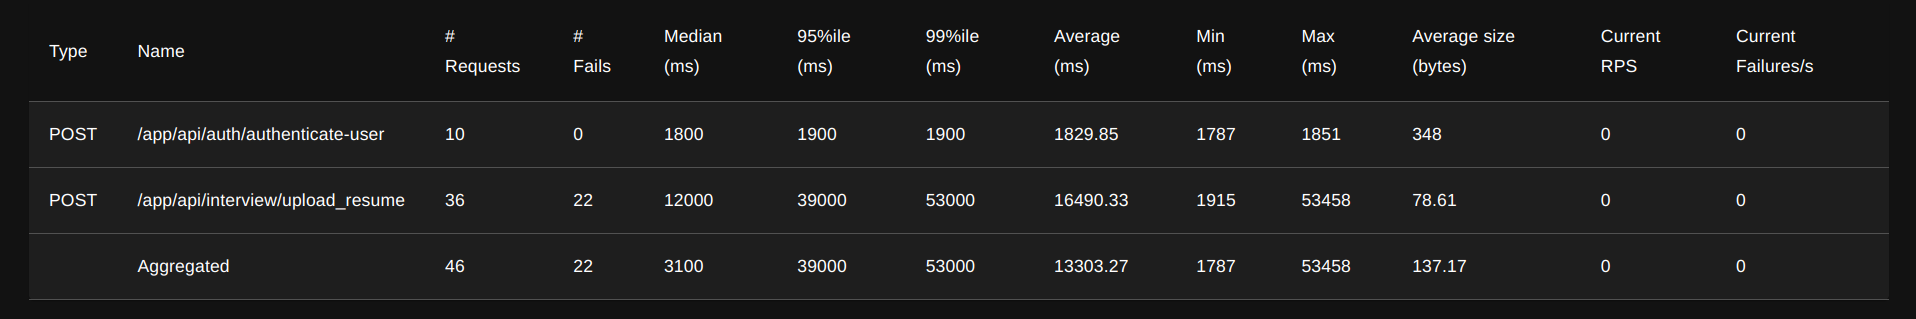 Type Name # Requests # Fails Median (ms) 95%ile (ms) 99%ile (ms) Average (ms) Min (ms) Max (ms) Average size (bytes) Current RPS Current Failures/s
POST /app/api/auth/authenticate-user 10 0 1800 1900 1900 1829.85 1787 1851 348 0 0
POST /app/api/interview/upload_resume 36 22 12000 39000 53000 16490.33 1915 53458 78.61 0 0
Aggregated 46 22 3100 39000 53000 13303.27 1787 53458 137.17 0 0